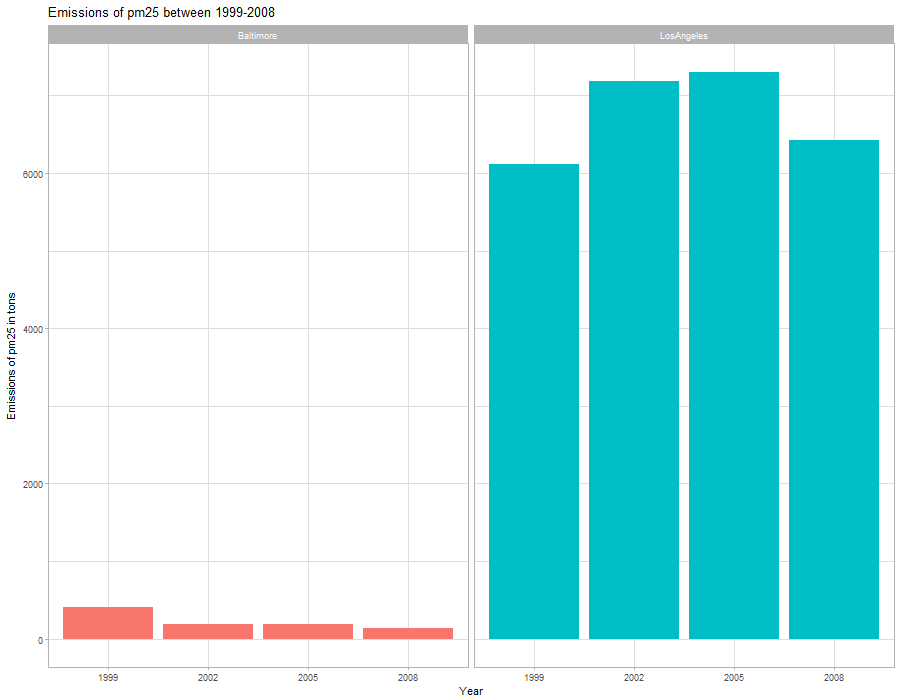 Emissions of pm25 between 1999-2008
Baltimore
LosAngeles
Emissions of pm25 in tons
6000
4000
2000
0
1999 2002 2005 2008
1999 2002 2005 2008
Year